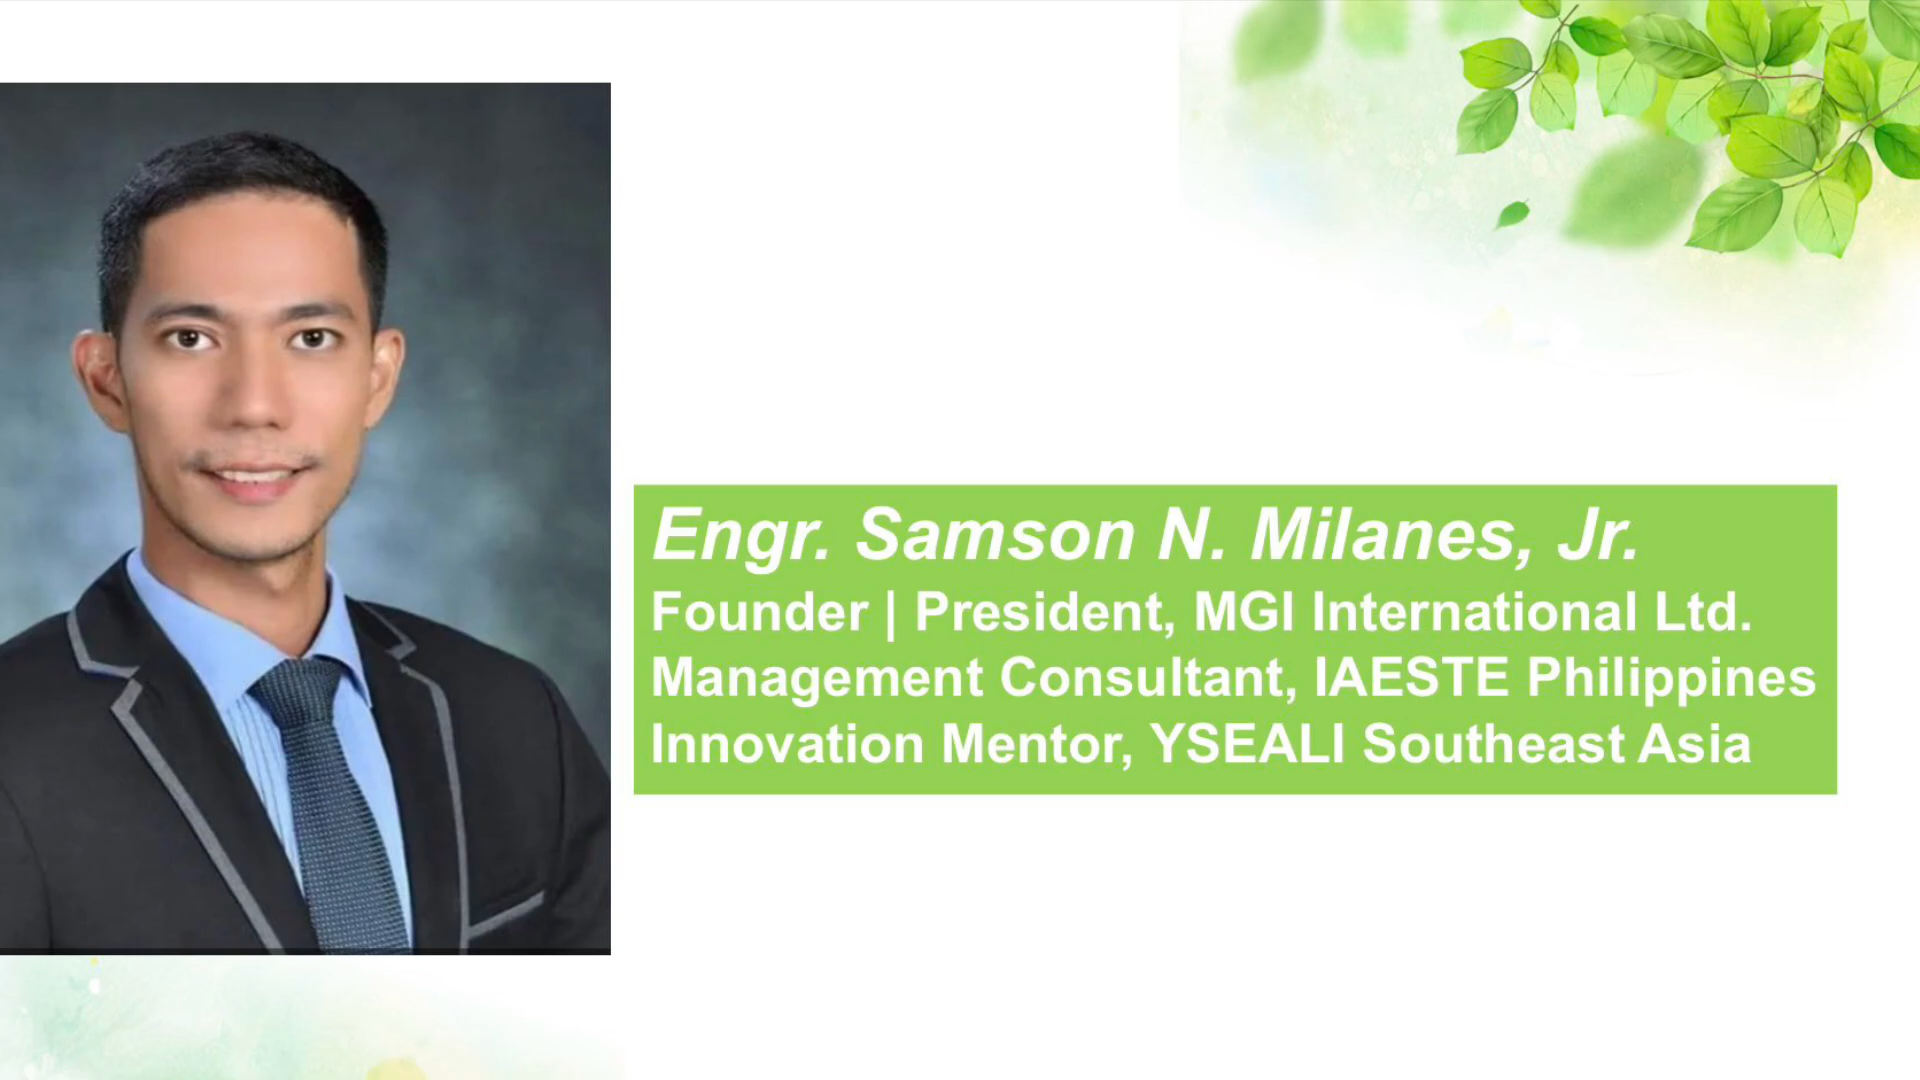 Engr. Samson N. Milanes, Jr.
Founder | President, MGI International Ltd.
Management Consultant, IAESTE Philippines
Innovation Mentor, YSEALI Southeast Asia